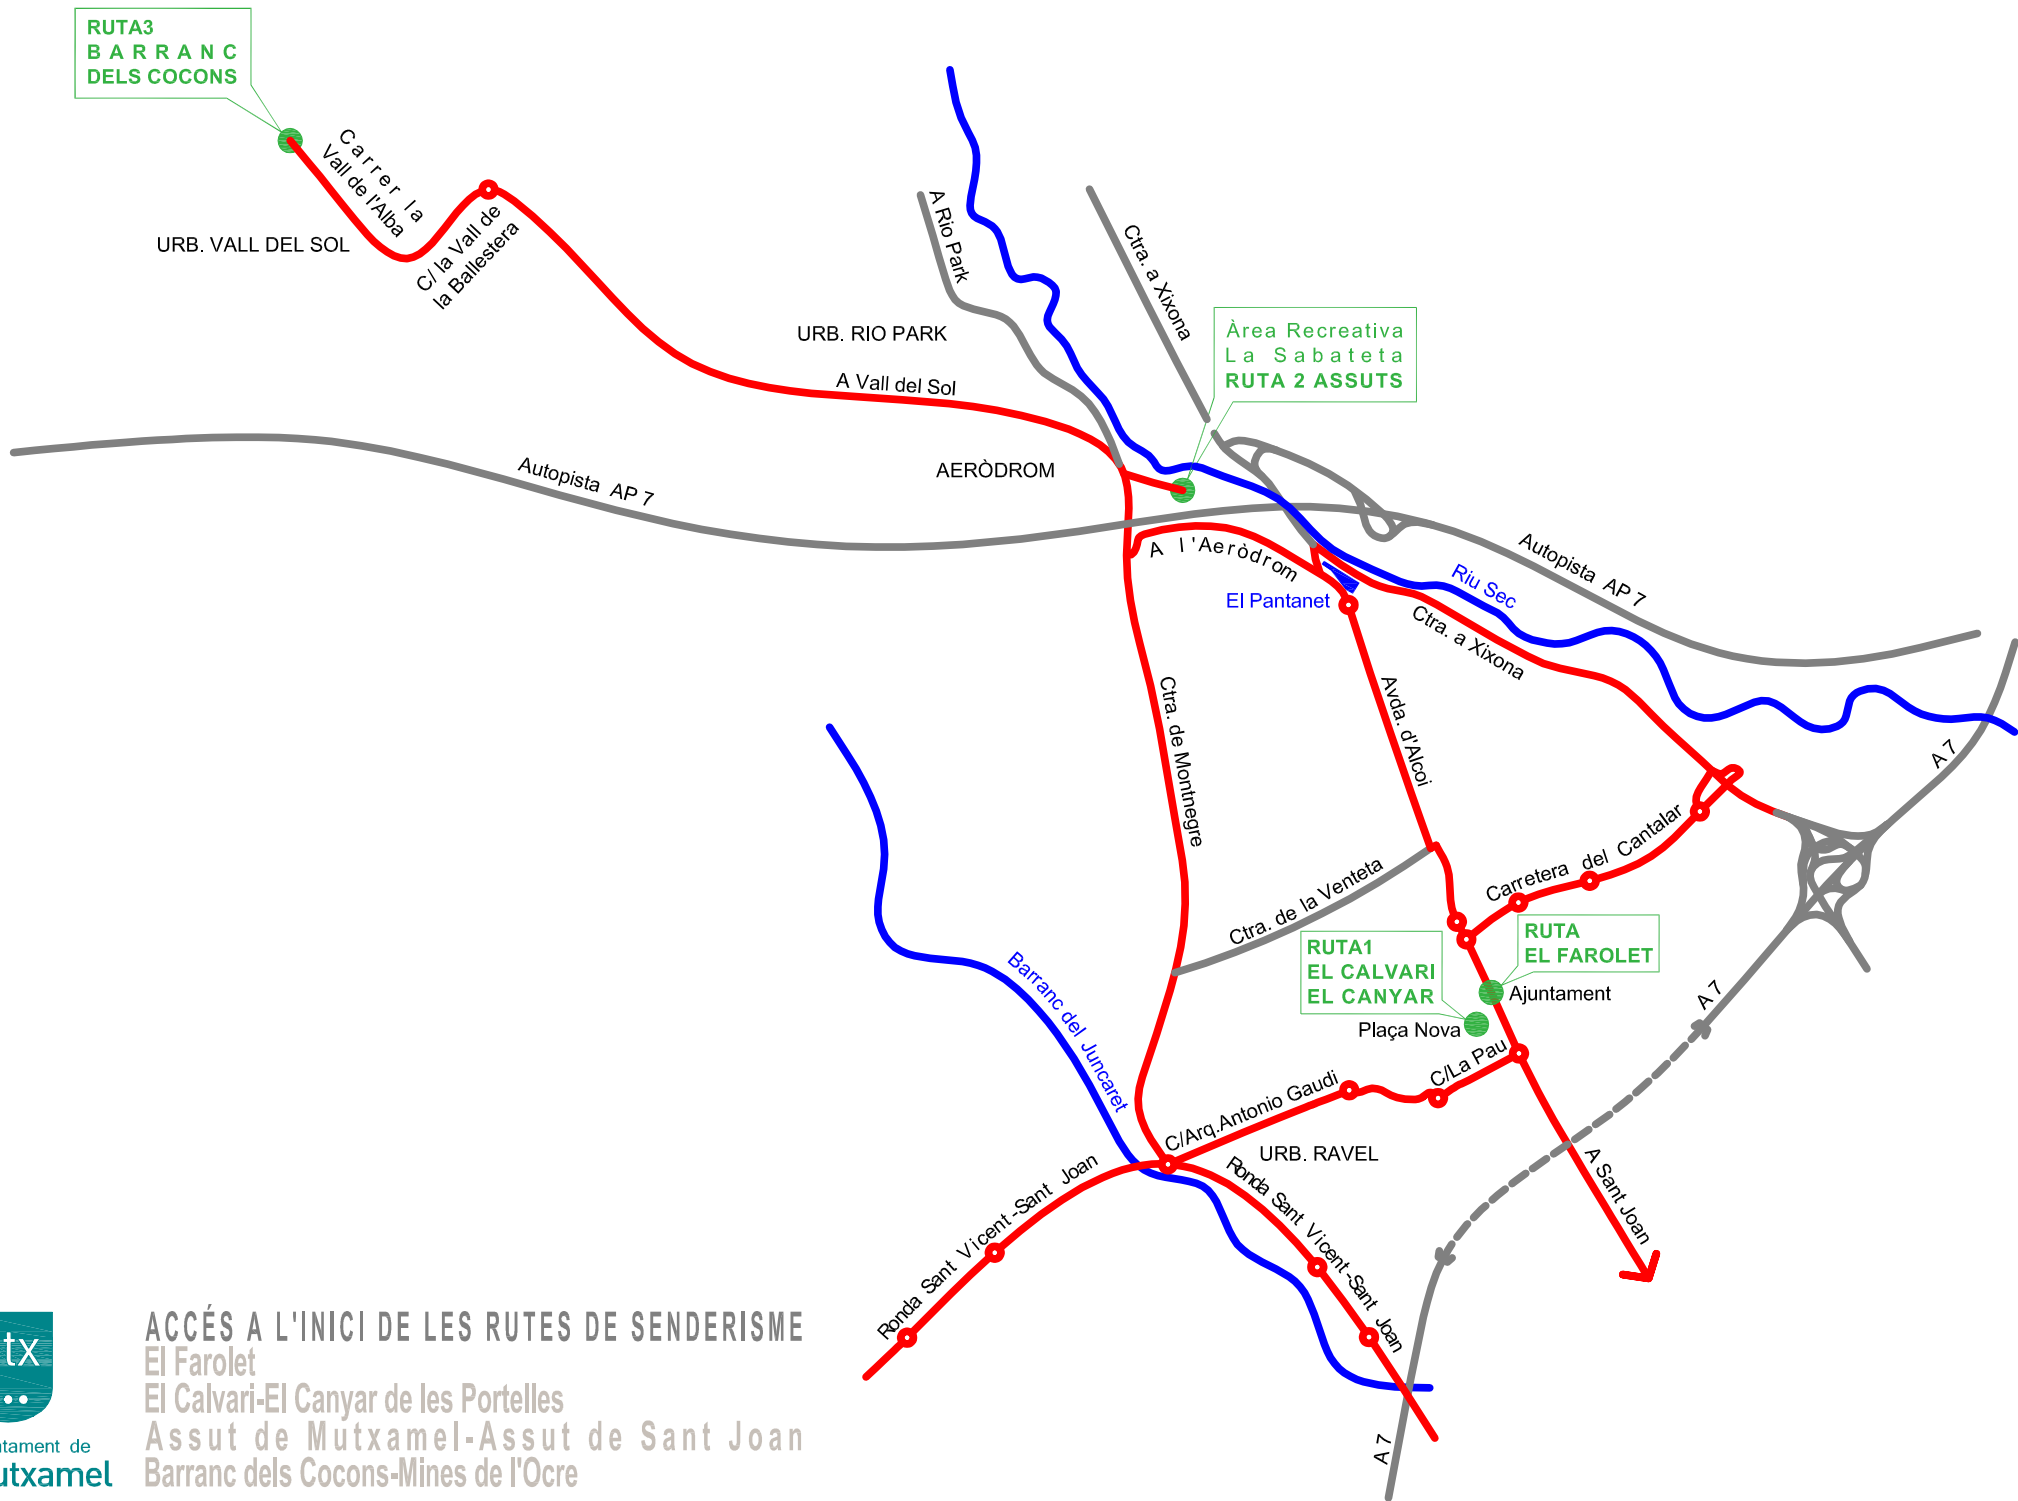 RUTA3
BARRANC
DELS COCONS
Carrer la
Vall de l'Alba
URB. VALL DEL SOL
C/ la Vall de
la Ballestera
A Rio Park
Ctra. a Xixona
URB. RIO PARK
Àrea Recreativa
La Sabateta
RUTA 2 ASSUTS
A Vall del Sol
Autopista AP 7
AERÒDROM
A l'Aeròdrom
Autopista AP 7
Riu Sec
El Pantanet
Ctra. a Xixona
Ctra. de Montnegre
Avda. d'Alcoi
A 7
Carretera del Cantalar
Ctra. de la Venteta
RUTA1
EL CALVARI
EL CANYAR
RUTA
EL FAROLET
Ajuntament
Plaça Nova
A 7
Barranc del Juncaret
C/La Pau
C/Arq.Antonio Gaudi
URB. RAVEL
A Sant Joan
Ronda Sant Vicent-Sant Joan
Ronda Sant Vicent-Sant Joan
A 7
tx
ntament de
utxamel
ACCÉS A L'INICI DE LES RUTES DE SENDERISME
El Farolet
El Calvari-El Canyar de les Portelles
Assut de Mutxamel-Assut de Sant Joan
Barranc dels Cocons-Mines de l'Ocre